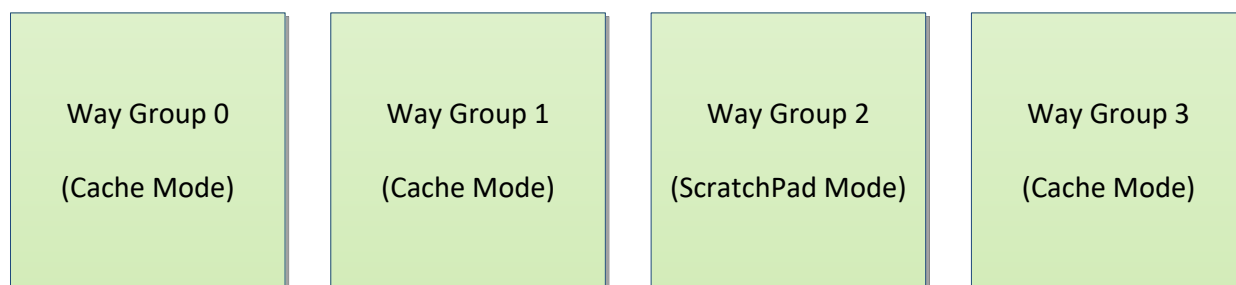 Way Group 0
(Cache Mode)
Way Group 1
(Cache Mode)
Way Group 2
(ScratchPad Mode)
Way Group 3
(Cache Mode)